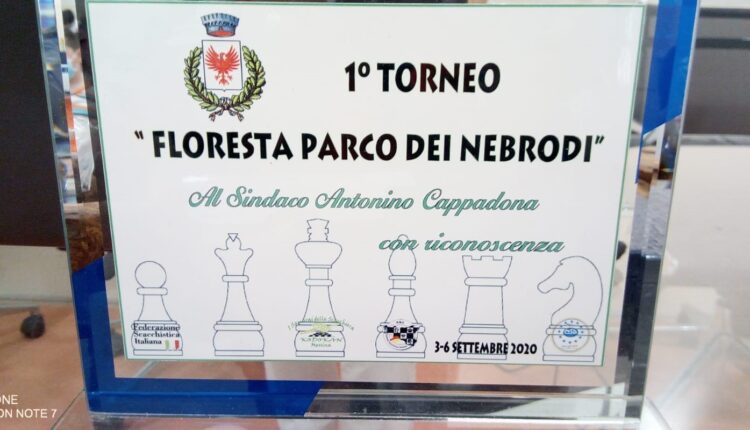 1º TORNEO
" FLORESTA PARCO DEI NEBRODI"
Al Sindaco Antonino Cappadona
con riconoscenza
Federazione
Scacchistica
Italiana
3-6 SETTEMBRE 2020
ONE
ON NOTE 7